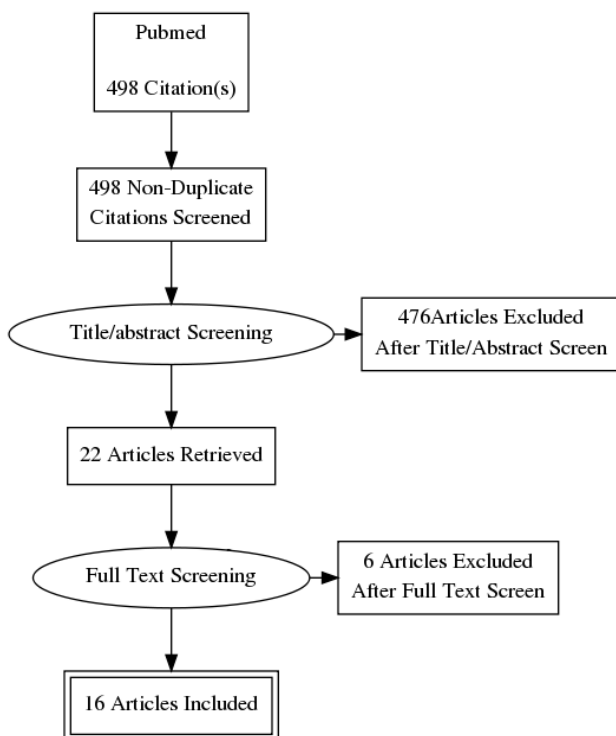 Pubmed
498 Citation(s)
498 Non-Duplicate
Citations Screened
Title/abstract Screening
476Articles Excluded
After Title/Abstract Screen
22 Articles Retrieved
Full Text Screening
6 Articles Excluded
After Full Text Screen
16 Articles Included